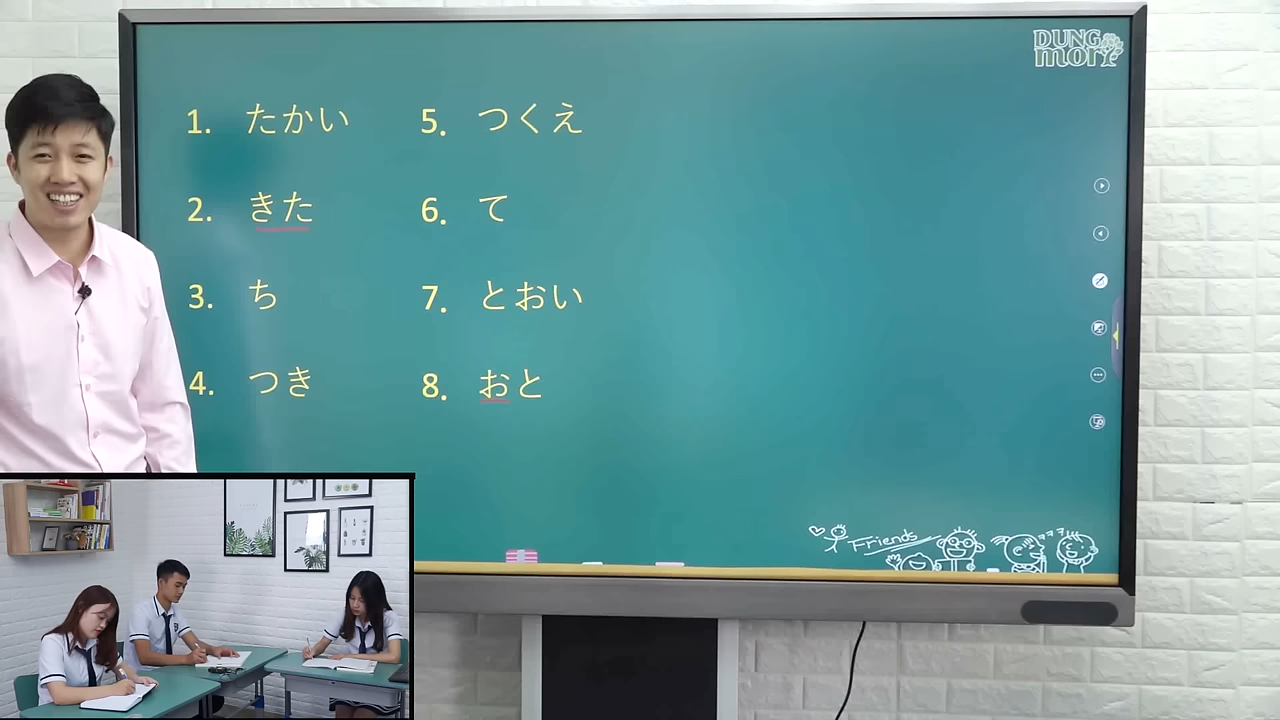 DUNG
mori
1. たかい
2. きた
3. ち
4. つき
5. つくえ
6. て
7. とおい
8. おと
Friends